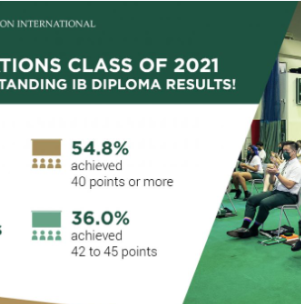 ON INTERNATIONAL
TIONS CLASS OF 2021
TANDING IB DIPLOMA RESULTS!
54.8%
achieved
40 points or more
36.0%
achieved
42 to 45 points